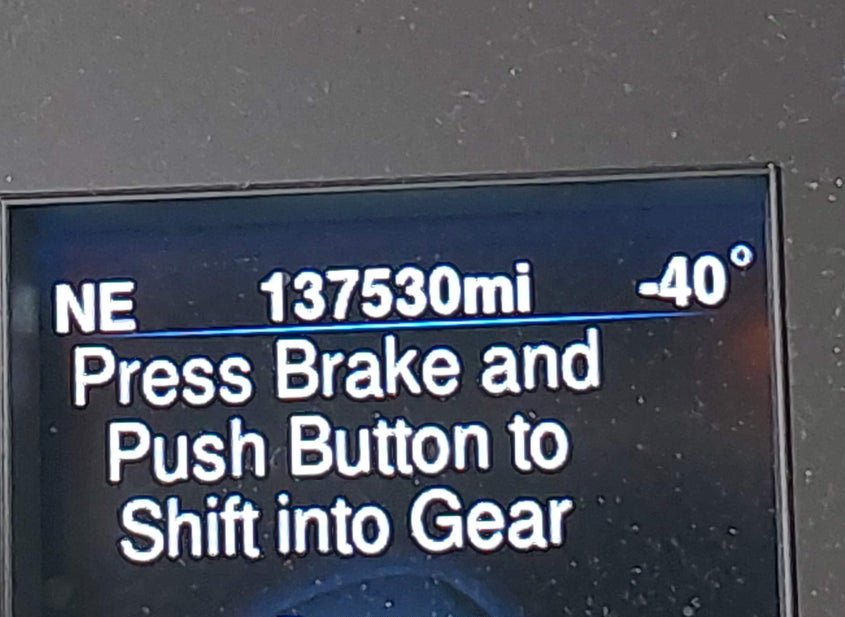 NE 137530mi -40°
Press Brake and
Push Button to
Shift into Gear